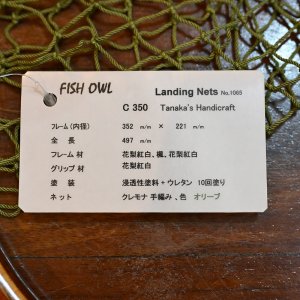 FISH OWL
Landing Nets No.1085
C 350 Tanaka's Handicraft
フレーム(内径) 352 m/m × 221 m/m
全 長 497 m/m
フレーム材 花梨紅白、楓、花梨紅白
グリップ材 花梨紅白
塗 装 浸透性塗料+ウレタン 10回塗り
ネット クレモナ手編み、色 オリーブ